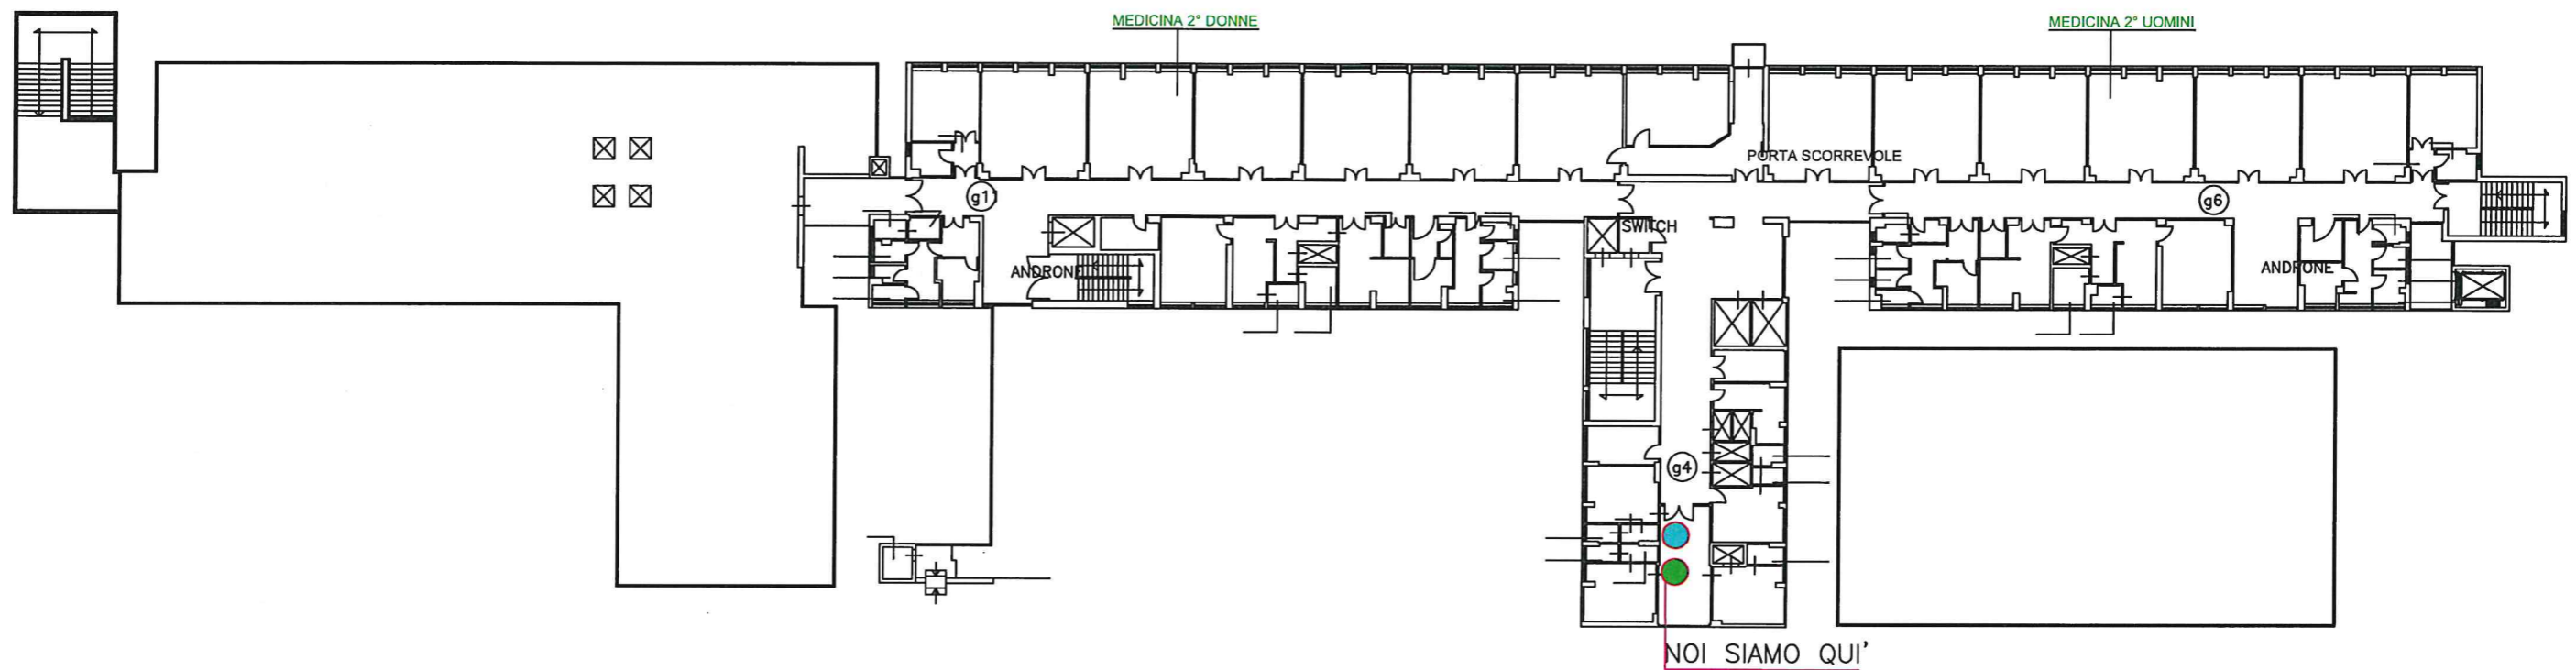 MEDICINA 2° DONNE
MEDICINA 2° UOMINI
PORTA SCORREVOLE
g1
g6
SWITCH
ANDRONE
ANDRONE
g4
NOI SIAMO QUI'